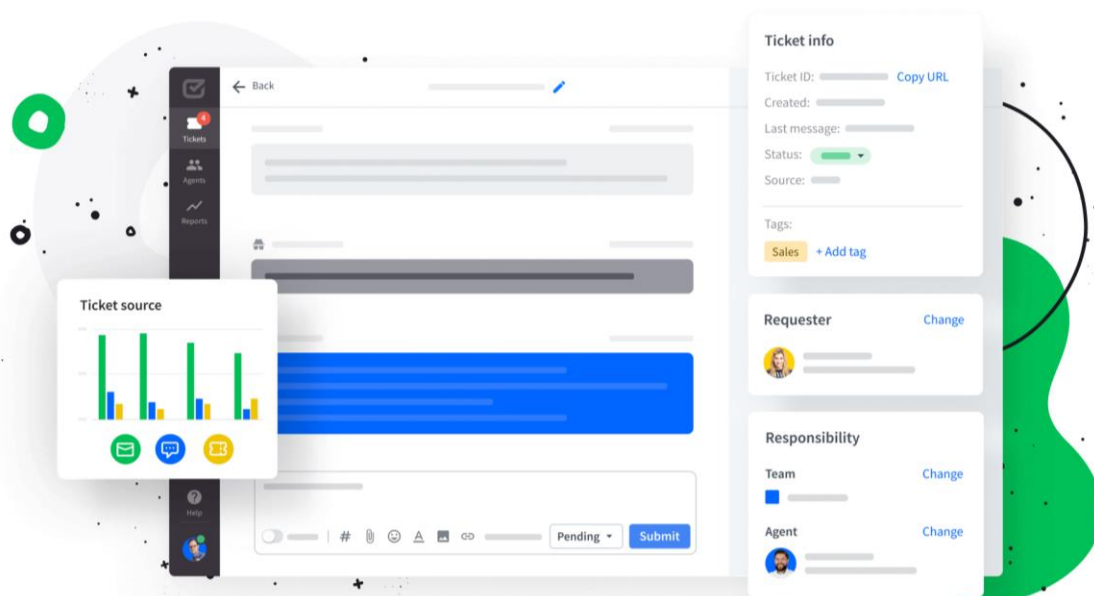 Back
4
Tickets
Agents
Reports
Ticket source
Help
#
A
Pending
Submit
Ticket info
Ticket ID: Copy URL
Created:
Last message:
Status:
Source:
Tags:
Sales + Add tag
Requester Change
Responsibility
Team Change
Agent Change